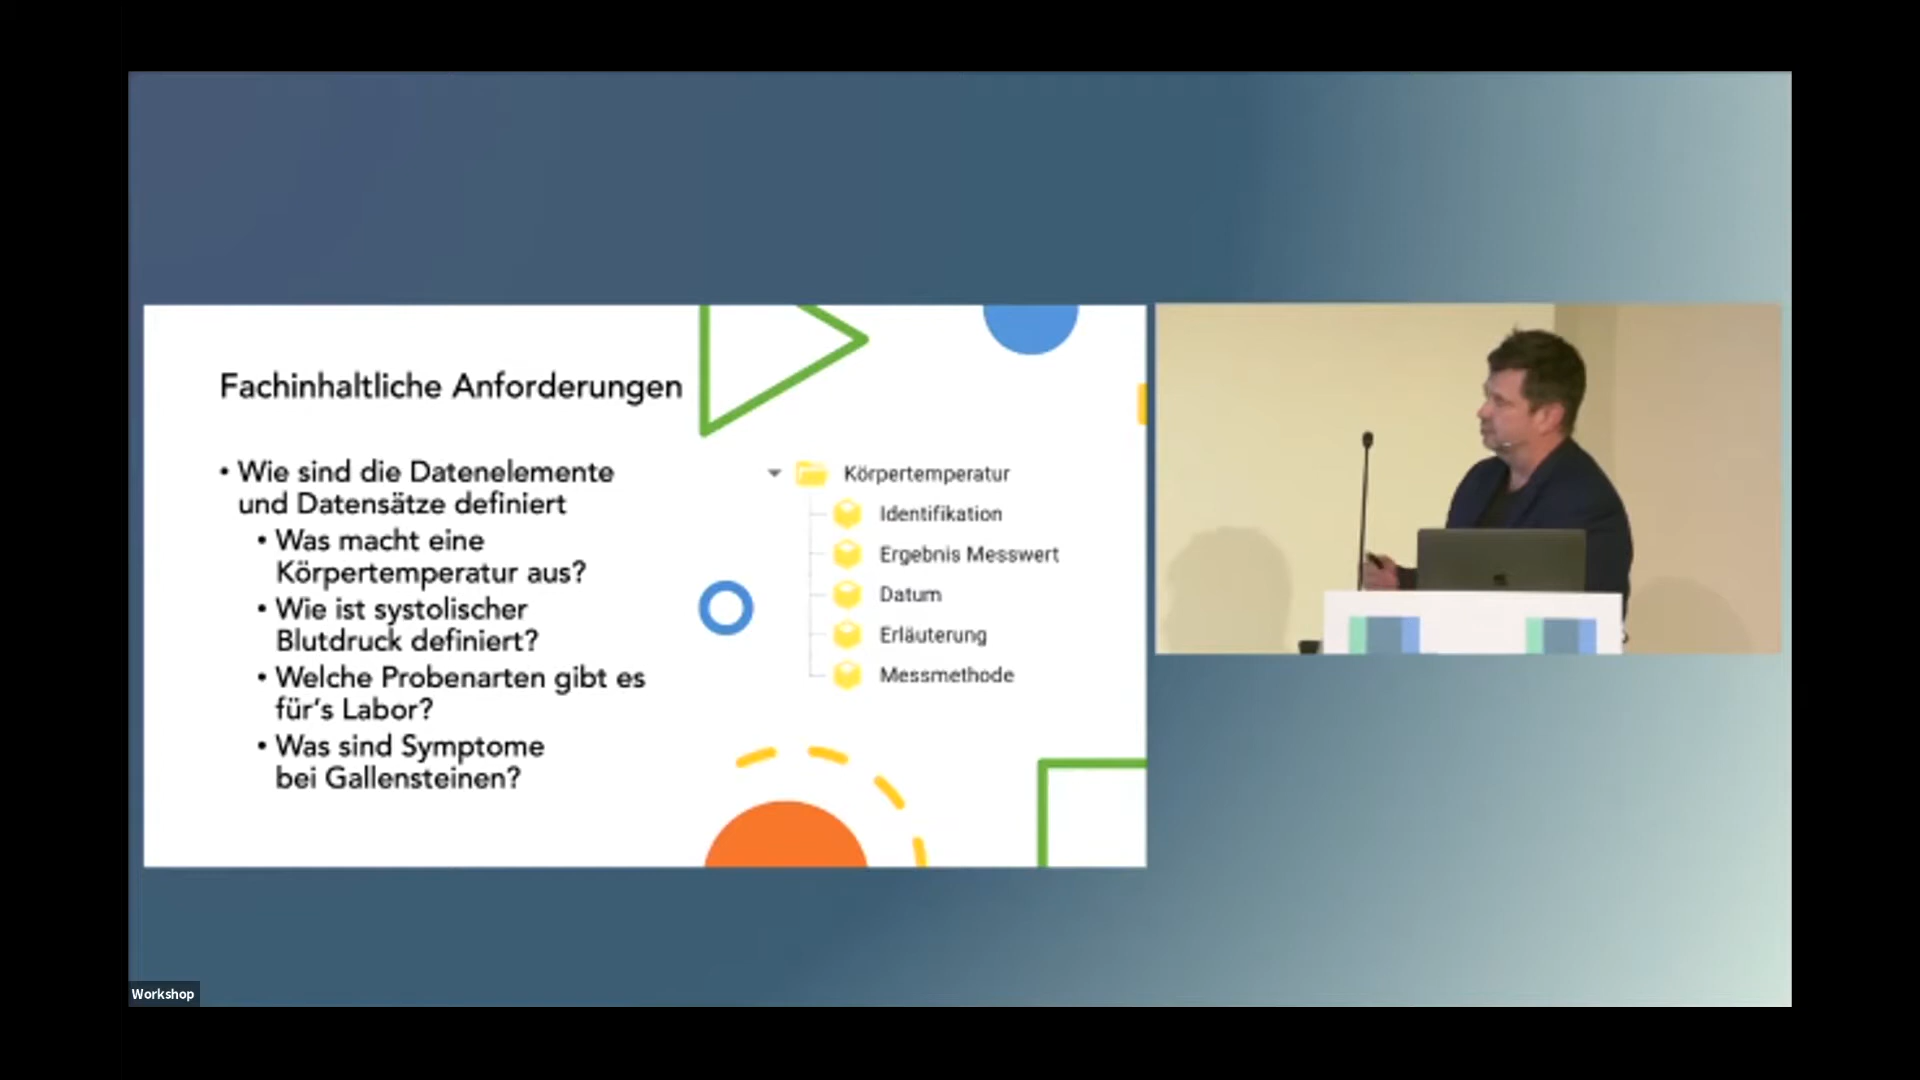 Fachinhaltliche Anforderungen
• Wie sind die Datenelemente
und Datensätze definiert
• Was macht eine
Körpertemperatur aus?
• Wie ist systolischer
Blutdruck definiert?
• Welche Probenarten gibt es
für's Labor?
• Was sind Symptome
bei Gallensteinen?
Körpertemperatur
Identifikation
Ergebnis Messwert
Datum
Erläuterung
Messmethode
Workshop